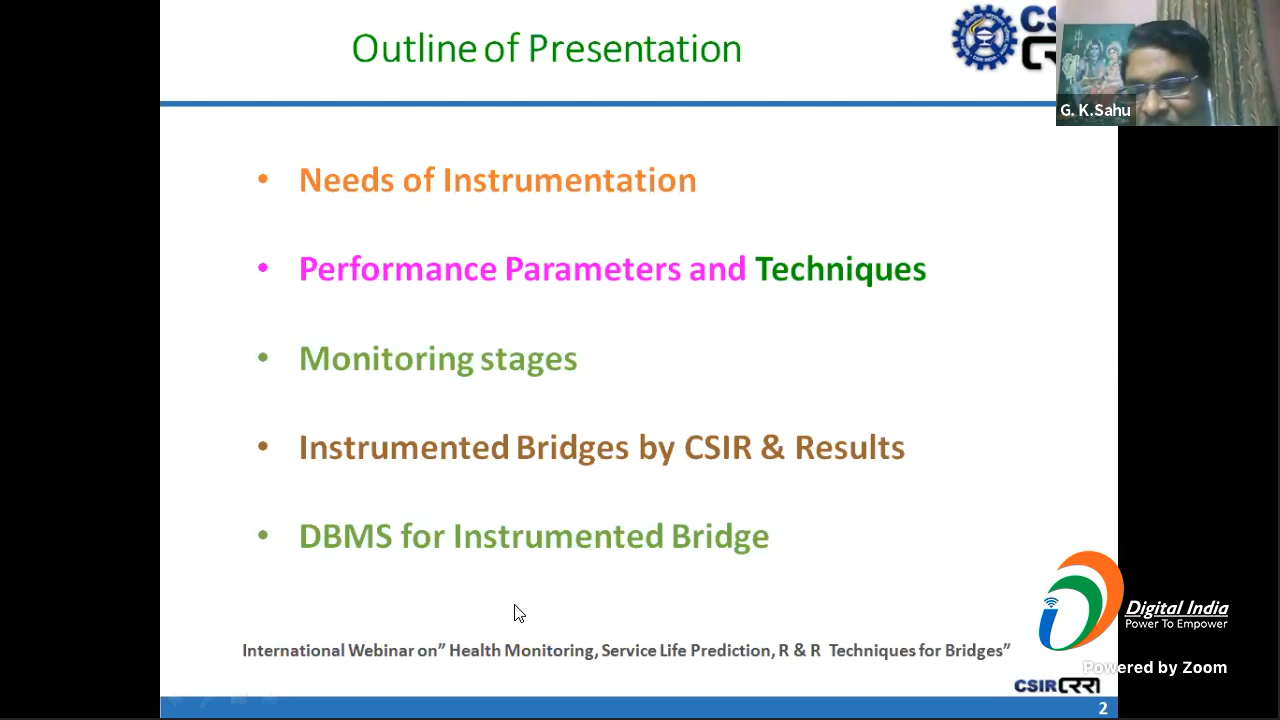 Outline of Presentation
G. K.Sahu
• Needs of Instrumentation
• Performance Parameters and Techniques
• Monitoring stages
• Instrumented Bridges by CSIR & Results
• DBMS for Instrumented Bridge
Digital India
Power To Empower
International Webinar on” Health Monitoring, Service Life Prediction, R & R Techniques for Bridges”
Powered by Zoom
CSIR CRRI
2